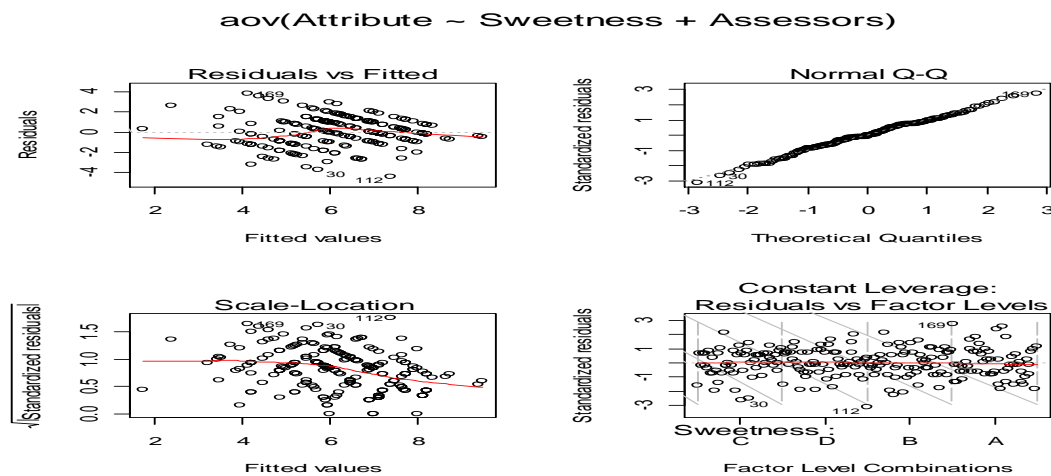 aov(Attribute ~ Sweetness + Assessors)
Residuals vs Fitted
Residuals
4
2
0
-2
-4
169
30
112
2 4 6 8
Fitted values
Normal Q-Q
Standardized residuals
3
1
-1
-3
169
30
112
-3 -2 -1 0 1 2 3
Theoretical Quantiles
Scale-Location
√|Standardized residuals|
1.5
1.0
0.5
0.0
112
169
30
2 4 6 8
Fitted values
Constant Leverage:
Residuals vs Factor Levels
Standardized residuals
3
1
-1
-3
169
30
112
Sweetness :
C D B A
Factor Level Combinations